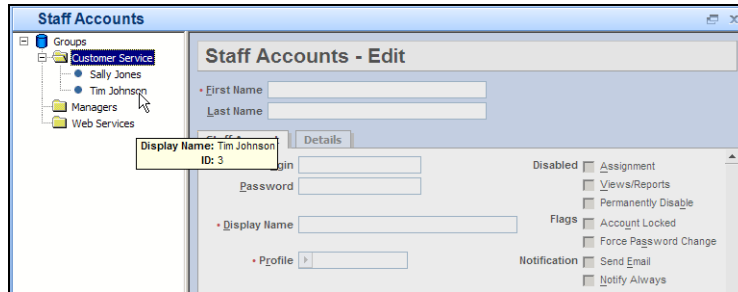 Staff Accounts
Groups
Customer Service
Sally Jones
Tim Johnson
Managers
Web Services
Display Name: Tim Johnson
ID: 3
Staff Accounts - Edit
First Name
Last Name
Details
Password
Display Name
Profile
Disabled Assignment
Views/Reports
Permanently Disable
Flags Account Locked
Force Password Change
Notification Send Email
Notify Always